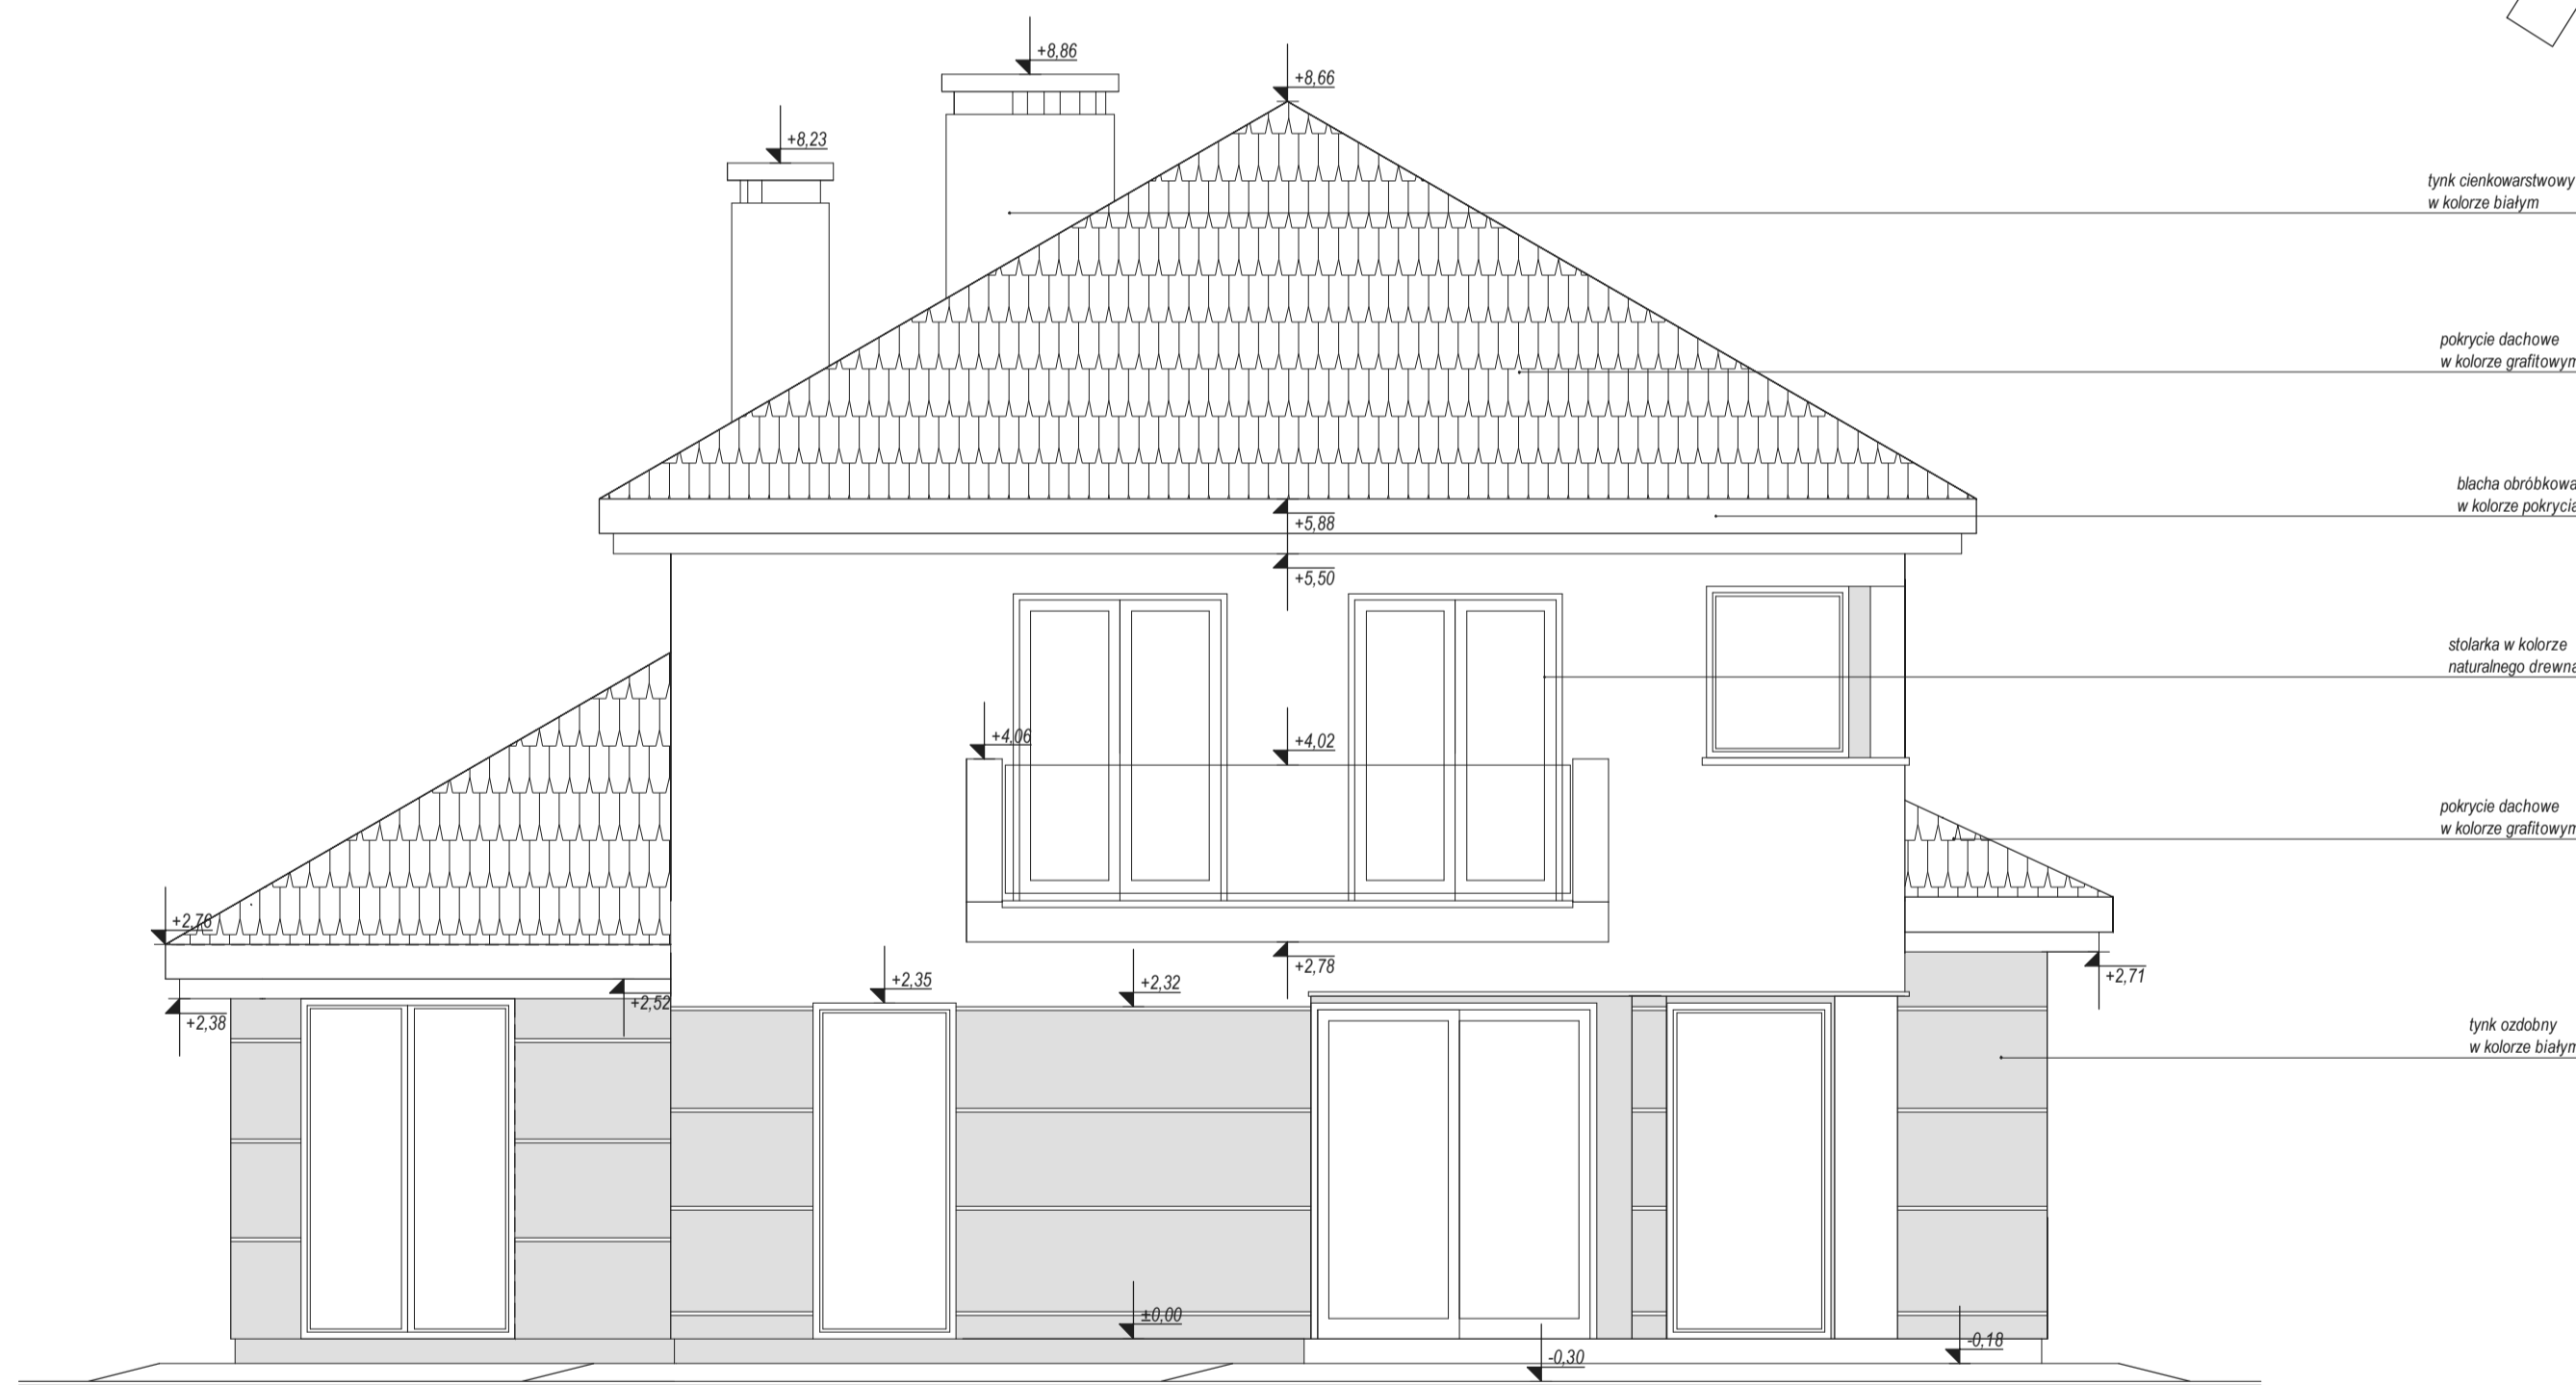 +8,86
+8,66
+8,23
tynk cienkowarstwowy
w kolorze białym
pokrycie dachowe
w kolorze grafitowym
blacha obróbkowa
w kolorze pokrycia
+5,88
+5,50
stolarka w kolorze
naturalnego drewna
+4,06
+4,02
pokrycie dachowe
w kolorze grafitowym
+2,76
+2,78
+2,71
+2,35
+2,32
+2,52
+2,38
tynk ozdobny
w kolorze białym
±0,00
-0,18
-0,30